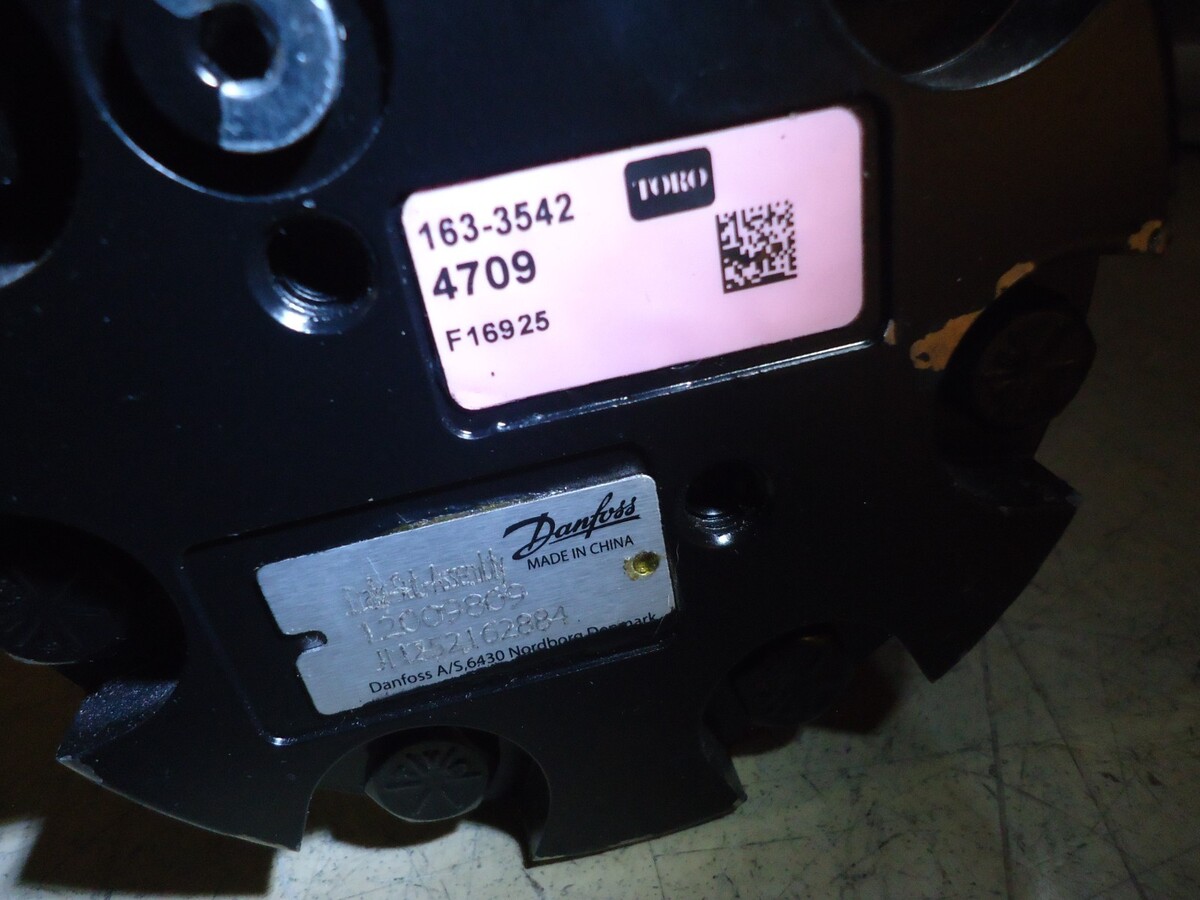 TORO
163-3542
4709
F16925
Danfoss
MADE IN CHINA
12009809
Danfoss A/S,6430 Nordborg Denmark